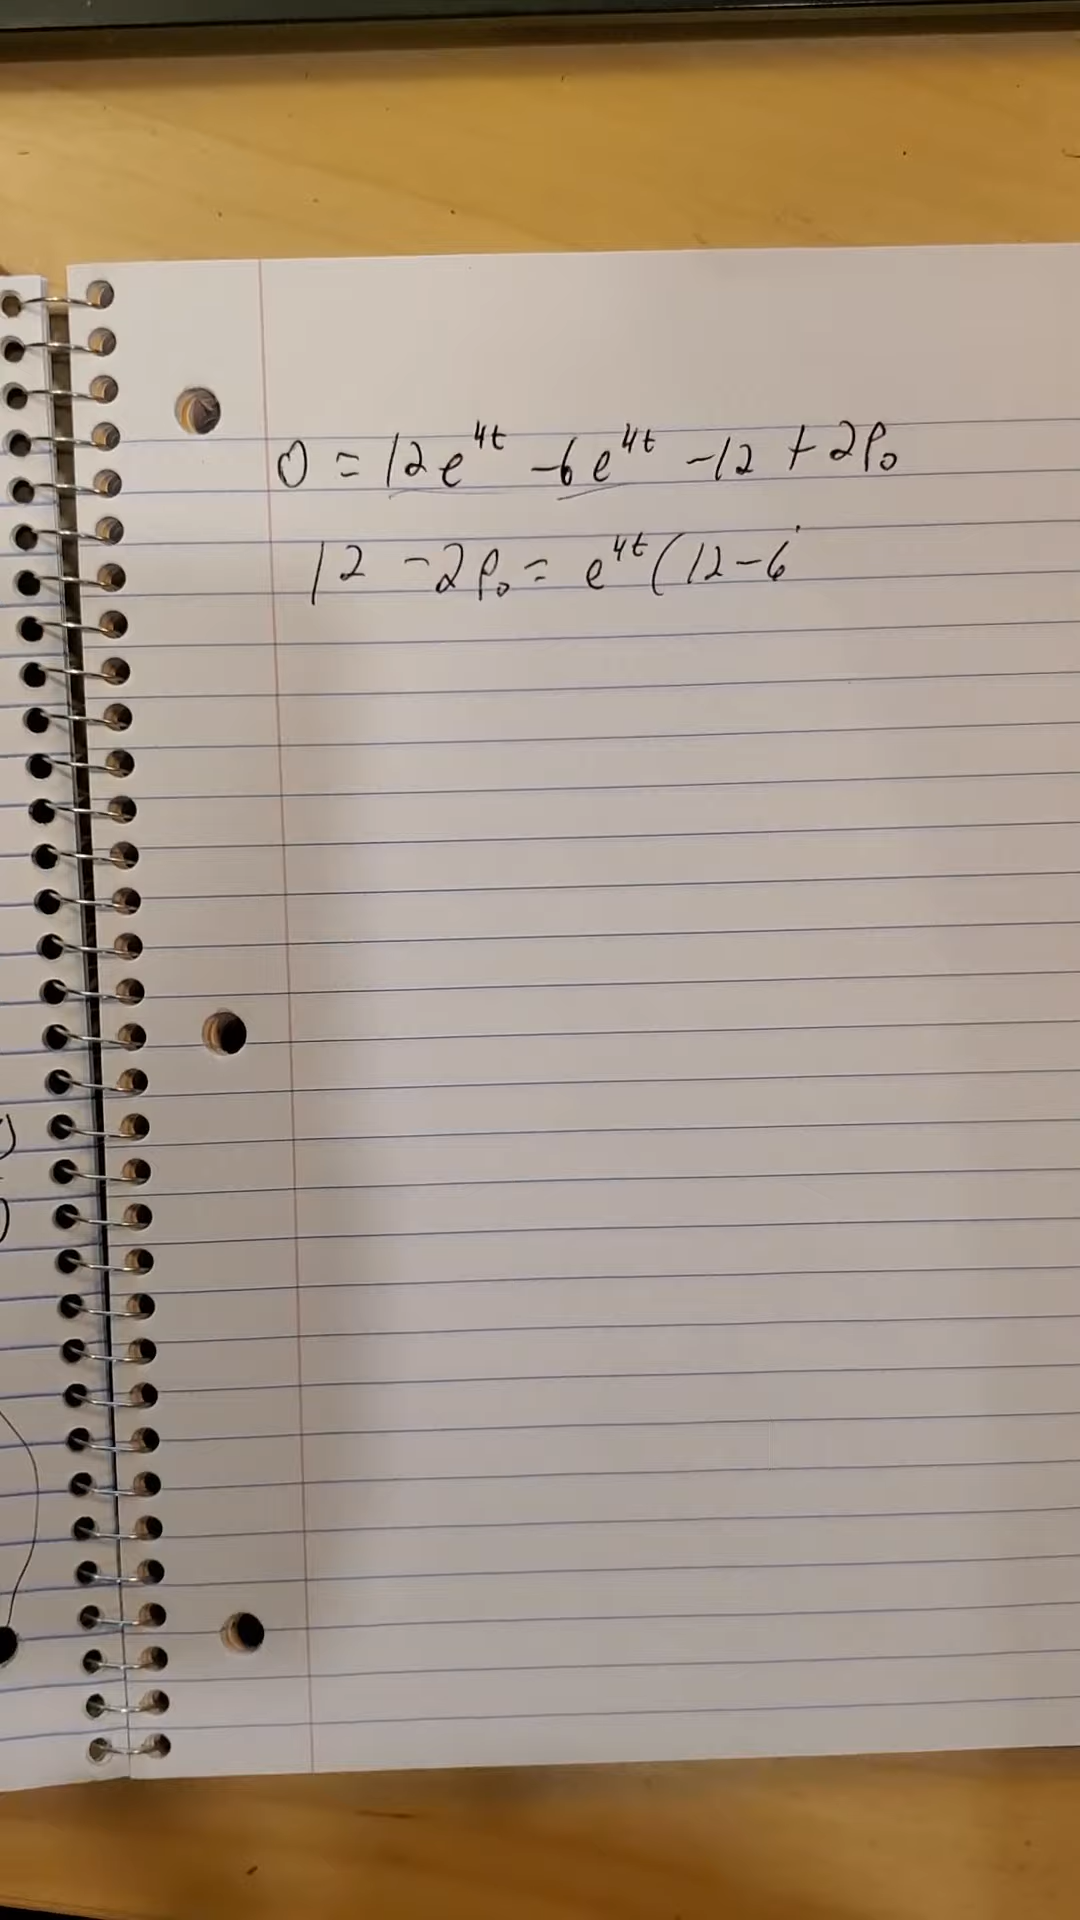 0 = 12e^{4t} - 6e^{4t} - 12 + 2P₀
12 - 2P₀ = e^{4t}(12 - 6